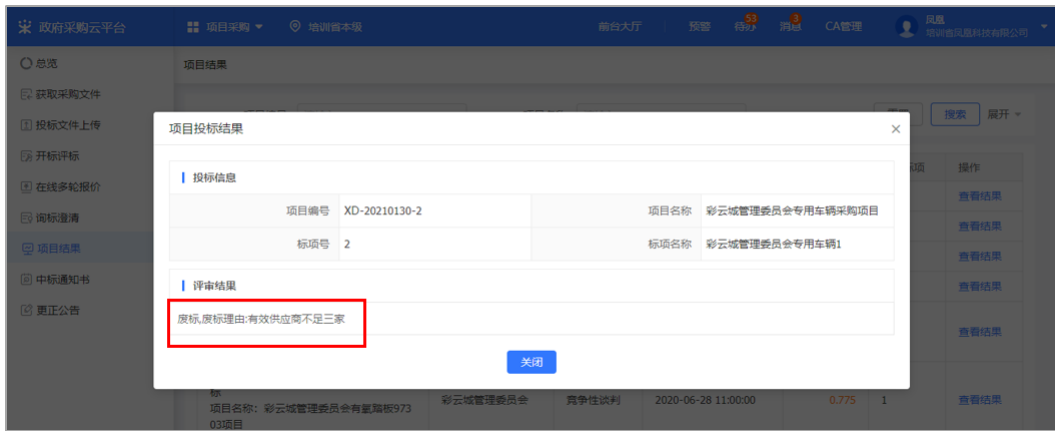 政府采购云平台
项目采购
培训省本级
前台大厅
预警
待办
53
消息
3
CA管理
凤凰
培训省凤凰科技有限公司
总览
获取采购文件
投标文件上传
开标评标
在线多轮报价
询标澄清
项目结果
中标通知书
更正公告
项目结果
搜索
展开
操作
查看结果
查看结果
查看结果
查看结果
查看结果
项目投标结果
投标信息
项目编号 XD-20210130-2 项目名称 彩云城管理委员会专用车辆采购项目
标项号 2 标项名称 彩云城管理委员会专用车辆1
评审结果
废标,废标理由:有效供应商不足三家
关闭
标
项目名称：彩云城管理委员会有氩踏板973
03项目
彩云城管理委员会
竞争性谈判
2020-06-28 11:00:00
0.775
1
查看结果